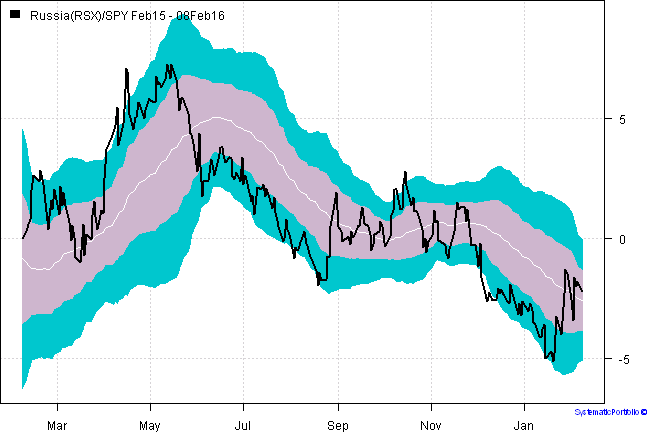 Russia(RSX)/SPY Feb15 - 08Feb16
5
0
-5
Mar May Jul Sep Nov Jan
SystematicPortfolio ©